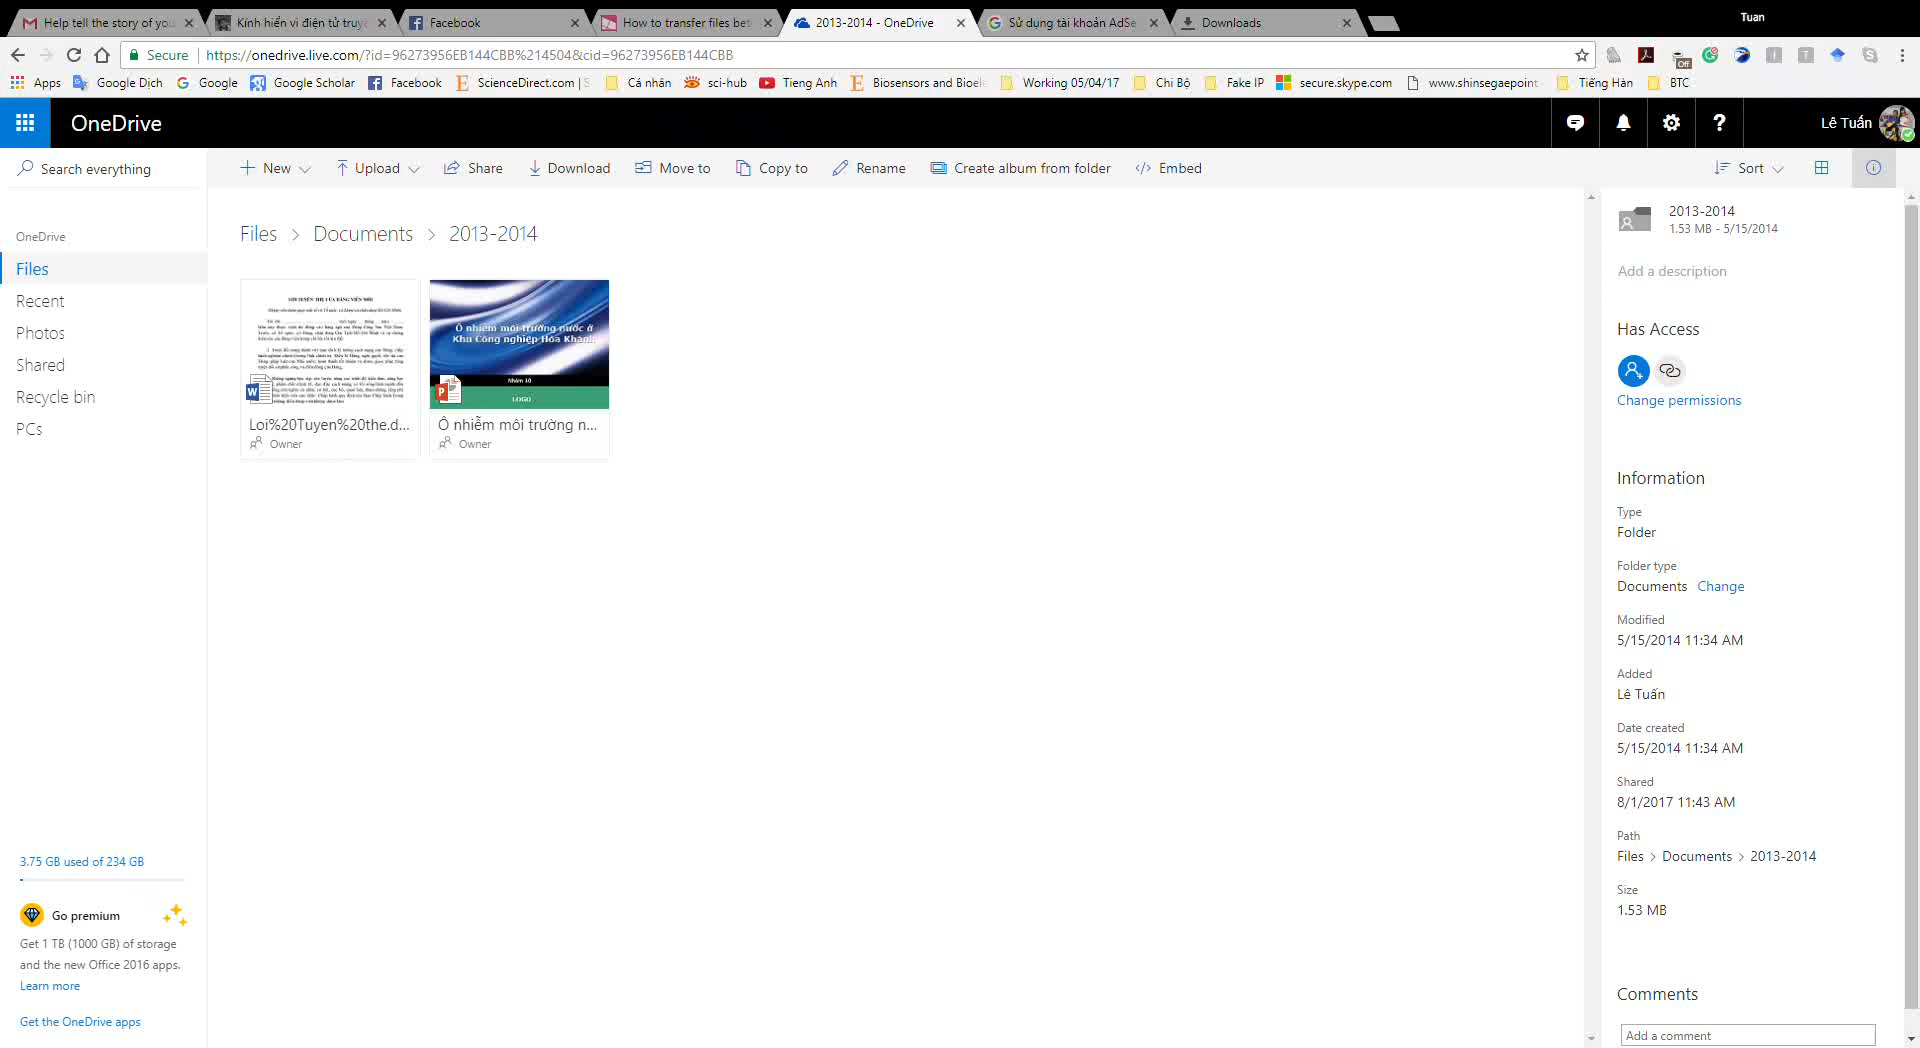 Tuan
Help tell the story of you
Kính hiển vi điện tử truyề
Facebook
How to transfer files bet
2013-2014 - OneDrive
Sử dụng tài khoản AdSe
Downloads
Secure
https://onedrive.live.com/?id=96273956EB144CBB%214504&cid=96273956EB144CBB
Off
Apps
Google Dịch
Google
Google Scholar
Facebook
ScienceDirect.com | S
Cá nhân
sci-hub
Tieng Anh
Biosensors and Bioele
Working 05/04/17
Chi Bộ
Fake IP
secure.skype.com
www.shinsegaepoint
Tiếng Hàn
BTC
OneDrive
Lê Tuấn
Search everything
New
Upload
Share
Download
Move to
Copy to
Rename
Create album from folder
Embed
Sort
OneDrive
Files
Recent
Photos
Shared
Recycle bin
PCs
3.75 GB used of 234 GB
Go premium
Get 1 TB (1000 GB) of storage
and the new Office 2016 apps.
Learn more
Get the OneDrive apps
Files > Documents > 2013-2014
Ô nhiễm môi trường nước ở
Khu Công nghiệp Hòa Khánh
Nhóm 10
LOGO
Loi%20Tuyen%20the.d...
Owner
Ô nhiễm môi trường n...
Owner
2013-2014
1.53 MB - 5/15/2014
Add a description
Has Access
Change permissions
Information
Type
Folder
Folder type
Documents Change
Modified
5/15/2014 11:34 AM
Added
Lê Tuấn
Date created
5/15/2014 11:34 AM
Shared
8/1/2017 11:43 AM
Path
Files > Documents > 2013-2014
Size
1.53 MB
Comments
Add a comment